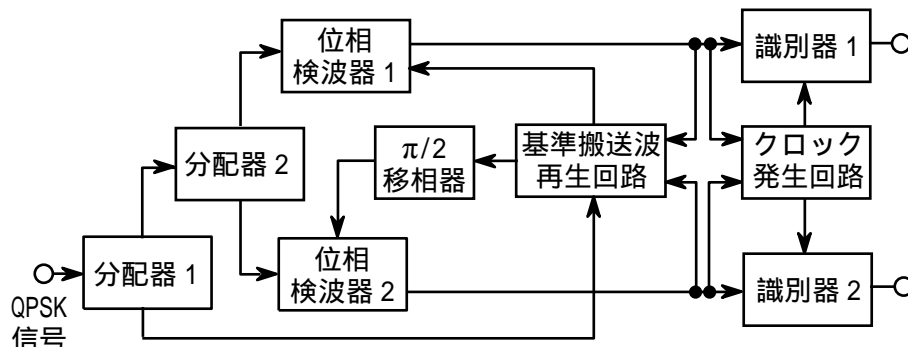 位相
検波器 1
識別器 1
分配器 2
π/2
移相器
基準搬送波
再生回路
クロック
発生回路
分配器 1
位相
検波器 2
識別器 2
QPSK
信号